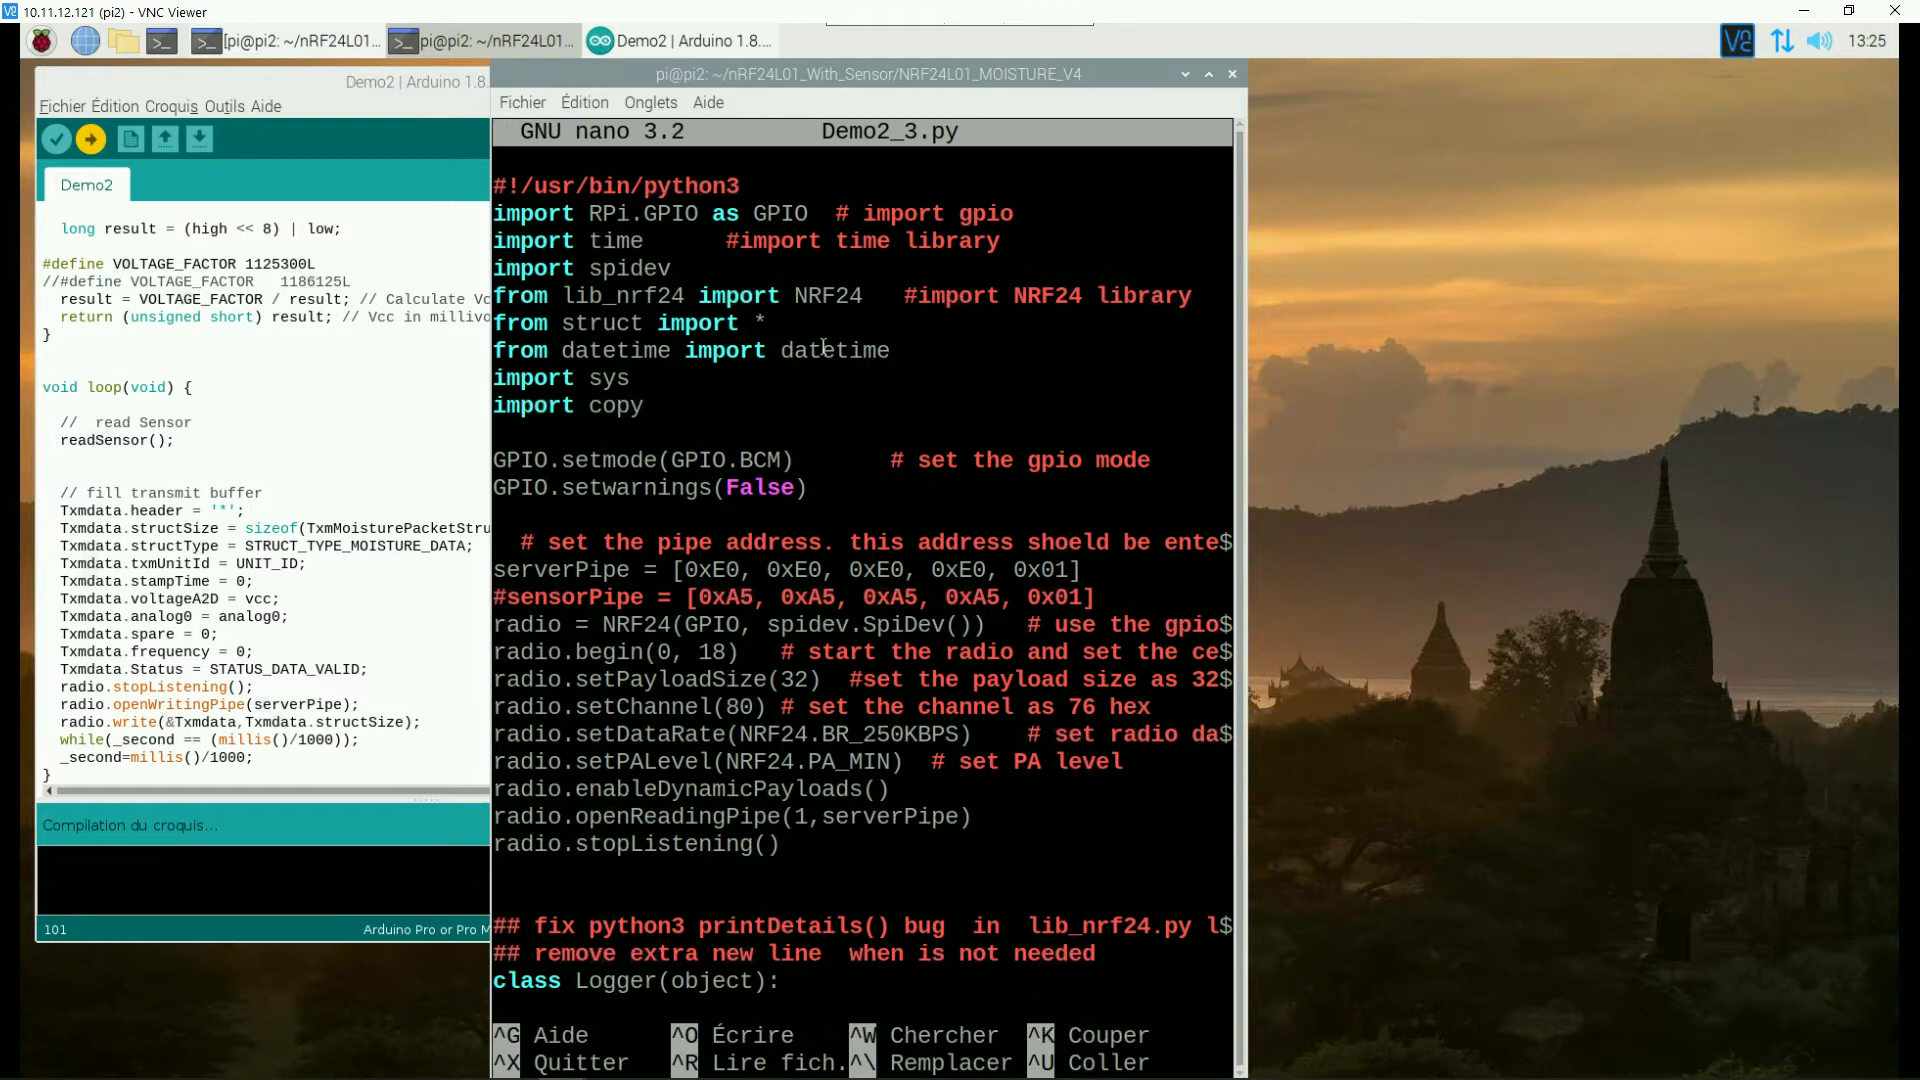 10.11.12.121 (pi2) - VNC Viewer
[pi@pi2: ~/nRF24L01...
pi@pi2: ~/nRF24L01...
Demo2 | Arduino 1.8....
13:25
Demo2 | Arduino 1.8.
Fichier Édition Croquis Outils Aide
Demo2
long result = (high << 8) | low;
#define VOLTAGE_FACTOR 1125300L
//#define VOLTAGE_FACTOR   1186125L
result = VOLTAGE_FACTOR / result; // Calculate Vc
return (unsigned short) result; // Vcc in millivo
}
void loop(void) {
//  read Sensor
readSensor();
// fill transmit buffer
Txmdata.header = '*';
Txmdata.structSize = sizeof(TxmMoisturePacketStru
Txmdata.structType = STRUCT_TYPE_MOISTURE_DATA;
Txmdata.txmUnitId = UNIT_ID;
Txmdata.stampTime = 0;
Txmdata.voltageA2D = vcc;
Txmdata.analog0 = analog0;
Txmdata.spare = 0;
Txmdata.frequency = 0;
Txmdata.Status = STATUS_DATA_VALID;
radio.stopListening();
radio.openWritingPipe(serverPipe);
radio.write(&Txmdata,Txmdata.structSize);
while(_second == (millis()/1000));
_second=millis()/1000;
}
Compilation du croquis...
101
Arduino Pro or Pro M
pi@pi2: ~/nRF24L01_With_Sensor/NRF24L01_MOISTURE_V4
Fichier Édition Onglets Aide
GNU nano 3.2 Demo2_3.py
#!/usr/bin/python3
import RPi.GPIO as GPIO  # import gpio
import time      #import time library
import spidev
from lib_nrf24 import NRF24   #import NRF24 library
from struct import *
from datetime import datetime
import sys
import copy
GPIO.setmode(GPIO.BCM)       # set the gpio mode
GPIO.setwarnings(False)
# set the pipe address. this address shoeld be ente$
serverPipe = [0xE0, 0xE0, 0xE0, 0xE0, 0x01]
#sensorPipe = [0xA5, 0xA5, 0xA5, 0xA5, 0x01]
radio = NRF24(GPIO, spidev.SpiDev())   # use the gpio$
radio.begin(0, 18)   # start the radio and set the ce$
radio.setPayloadSize(32)  #set the payload size as 32$
radio.setChannel(80) # set the channel as 76 hex
radio.setDataRate(NRF24.BR_250KBPS)    # set radio da$
radio.setPALevel(NRF24.PA_MIN)  # set PA level
radio.enableDynamicPayloads()
radio.openReadingPipe(1,serverPipe)
radio.stopListening()
## fix python3 printDetails() bug  in  lib_nrf24.py l$
## remove extra new line  when is not needed
class Logger(object):
^G Aide ^O Écrire ^W Chercher ^K Couper
^X Quitter ^R Lire fich. ^\ Remplacer ^U Coller